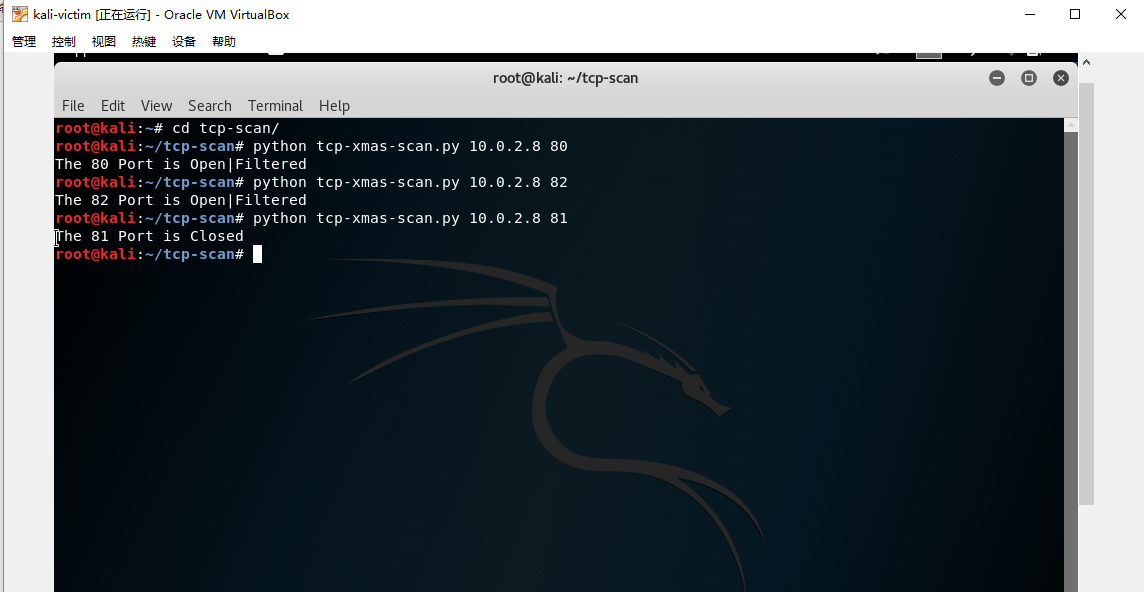 kali-victim [正在运行] - Oracle VM VirtualBox
管理 控制 视图 热键 设备 帮助
root@kali: ~/tcp-scan
File Edit View Search Terminal Help
root@kali:~# cd tcp-scan/
root@kali:~/tcp-scan# python tcp-xmas-scan.py 10.0.2.8 80
The 80 Port is Open|Filtered
root@kali:~/tcp-scan# python tcp-xmas-scan.py 10.0.2.8 82
The 82 Port is Open|Filtered
root@kali:~/tcp-scan# python tcp-xmas-scan.py 10.0.2.8 81
The 81 Port is Closed
root@kali:~/tcp-scan#